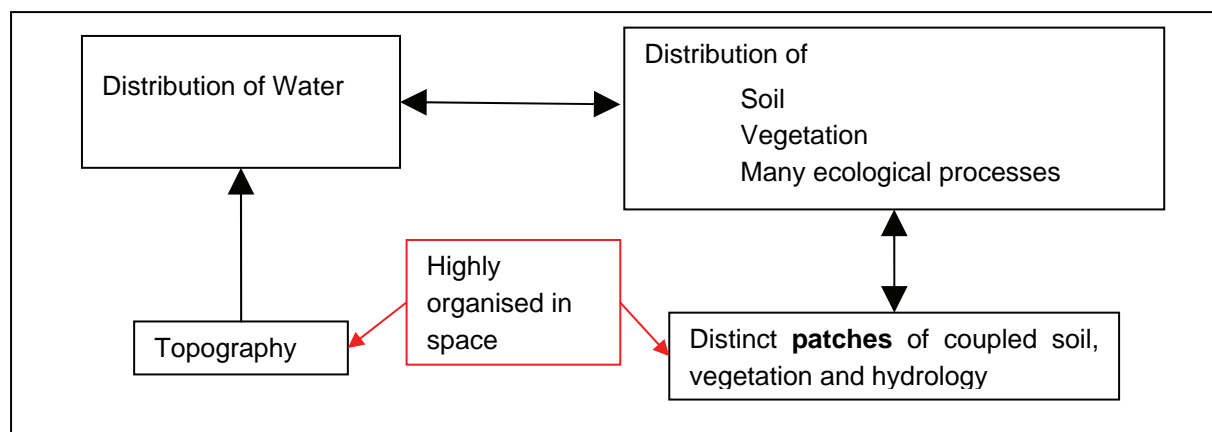 Distribution of Water
Distribution of
Soil
Vegetation
Many ecological processes
Highly
organised in
space
Topography
Distinct patches of coupled soil,
vegetation and hydrology